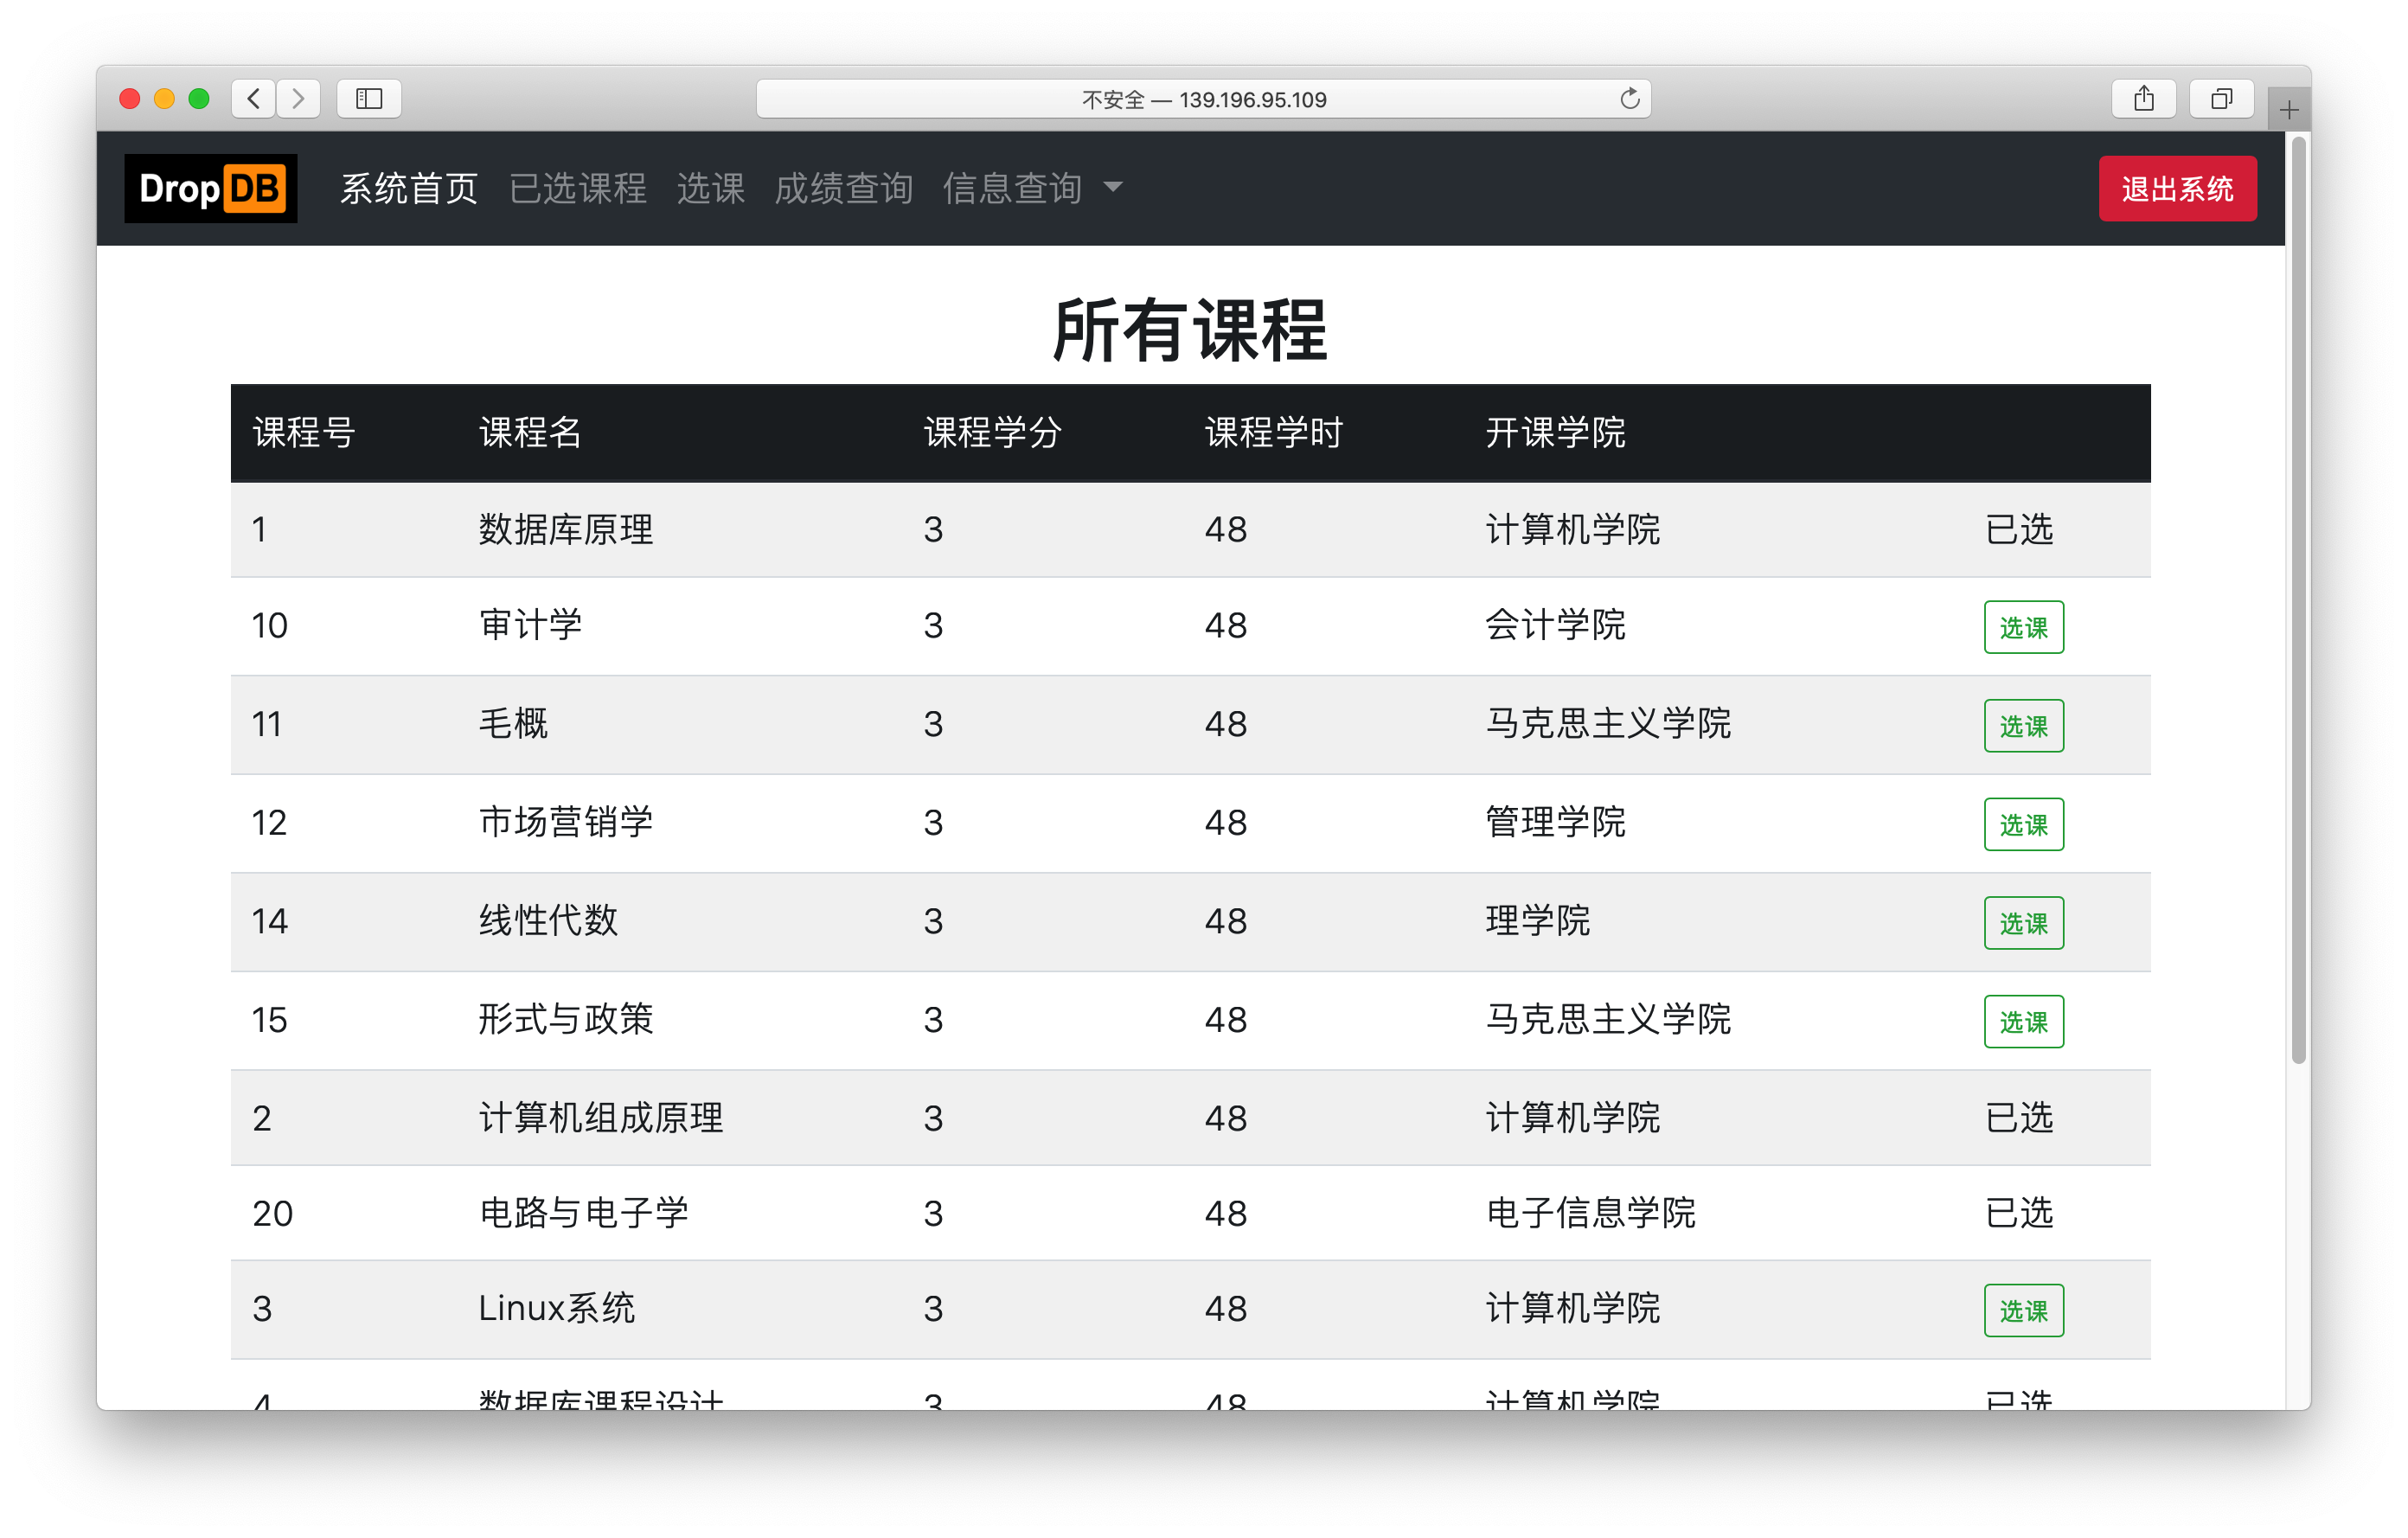 不安全 — 139.196.95.109
DropDB 系统首页 已选课程 选课 成绩查询 信息查询 退出系统
所有课程
课程号 课程名 课程学分 课程学时 开课学院
1 数据库原理 3 48 计算机学院 已选
10 审计学 3 48 会计学院 选课
11 毛概 3 48 马克思主义学院 选课
12 市场营销学 3 48 管理学院 选课
14 线性代数 3 48 理学院 选课
15 形式与政策 3 48 马克思主义学院 选课
2 计算机组成原理 3 48 计算机学院 已选
20 电路与电子学 3 48 电子信息学院 已选
3 Linux系统 3 48 计算机学院 选课
4 数据库课程设计 3 48 计算机学院 已选